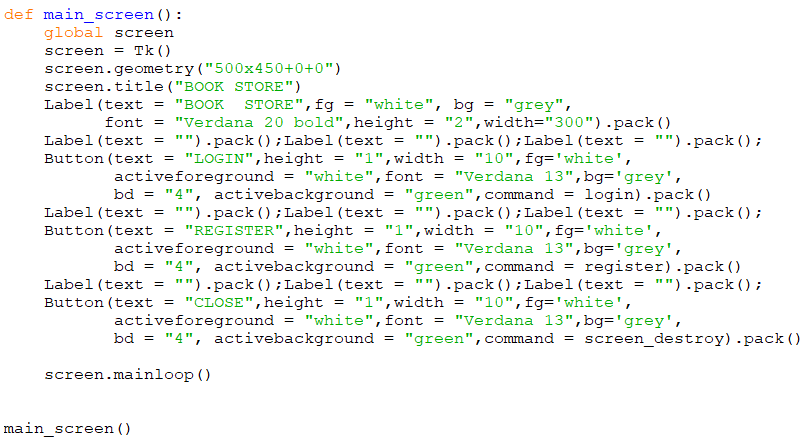 def main_screen():
    global screen
    screen = Tk()
    screen.geometry("500x450+0+0")
    screen.title("BOOK STORE")
    Label(text = "BOOK  STORE",fg = "white", bg = "grey",
          font = "Verdana 20 bold",height = "2",width="300").pack()
    Label(text = "").pack();Label(text = "").pack();Label(text = "").pack();
    Button(text = "LOGIN",height = "1",width = "10",fg='white',
           activeforeground = "white",font = "Verdana 13",bg='grey',
           bd = "4", activebackground = "green",command = login).pack()
    Label(text = "").pack();Label(text = "").pack();Label(text = "").pack();
    Button(text = "REGISTER",height = "1",width = "10",fg='white',
           activeforeground = "white",font = "Verdana 13",bg='grey',
           bd = "4", activebackground = "green",command = register).pack()
    Label(text = "").pack();Label(text = "").pack();Label(text = "").pack();
    Button(text = "CLOSE",height = "1",width = "10",fg='white',
           activeforeground = "white",font = "Verdana 13",bg='grey',
           bd = "4", activebackground = "green",command = screen_destroy).pack()
    screen.mainloop()
main_screen()